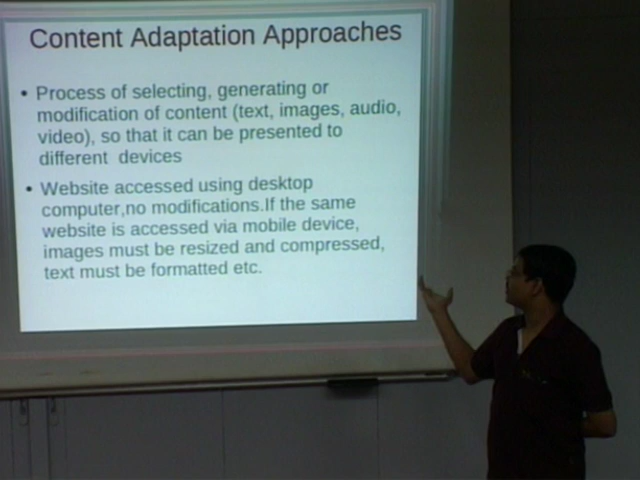 Content Adaptation Approaches
• Process of selecting, generating or
modification of content (text, images, audio,
video), so that it can be presented to
different devices
• Website accessed using desktop
computer,no modifications.If the same
website is accessed via mobile device,
images must be resized and compressed,
text must be formatted etc.